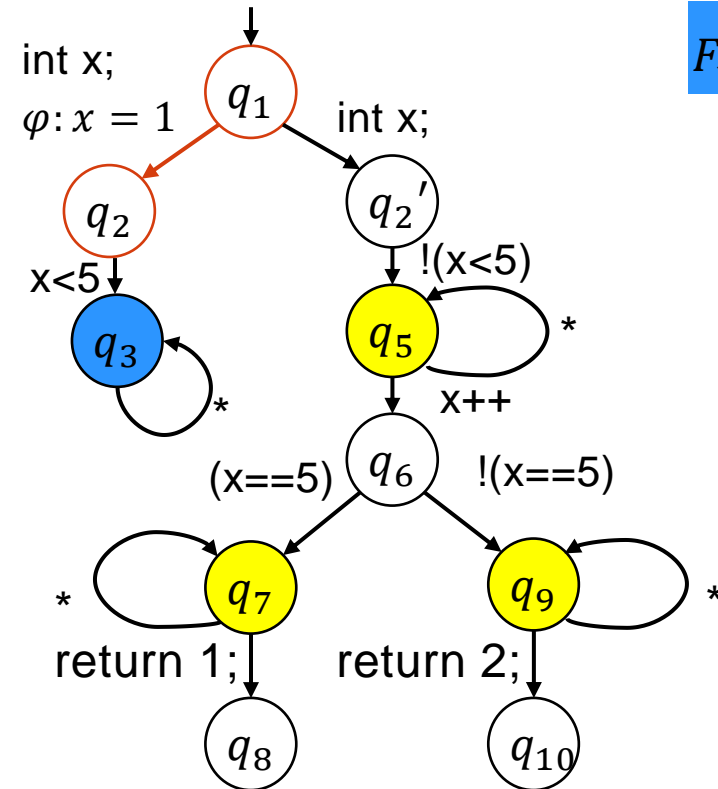 int x;
φ: x = 1
q₁
F
int x;
q₂
q₂′
x<5
!(x<5)
q₃
*
q₅
*
x++
q₆
(x==5)
!(x==5)
*
q₇
q₉
*
return 1;
return 2;
q₈
q₁₀